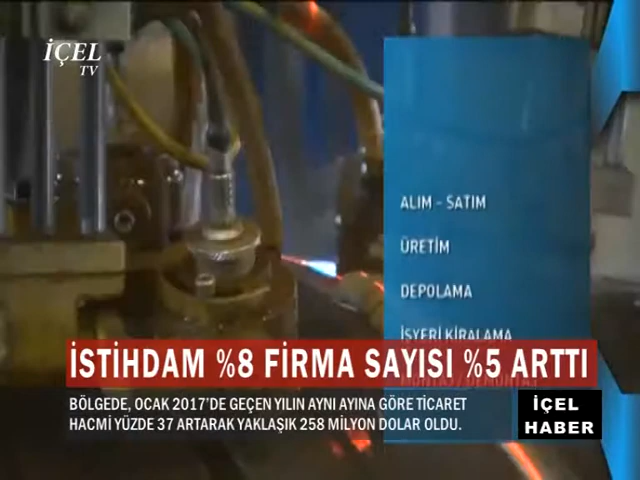 İÇEL
TV
ALIM - SATIM
ÜRETİM
DEPOLAMA
İŞYERİ KİRALAMA
MONTAJ / DEMONTAJ
İSTİHDAM %8 FİRMA SAYISI %5 ARTTI
BÖLGEDE, OCAK 2017'DE GEÇEN YILIN AYNI AYINA GÖRE TİCARET
HACMİ YÜZDE 37 ARTARAK YAKLAŞIK 258 MİLYON DOLAR OLDU.
İÇEL
HABER